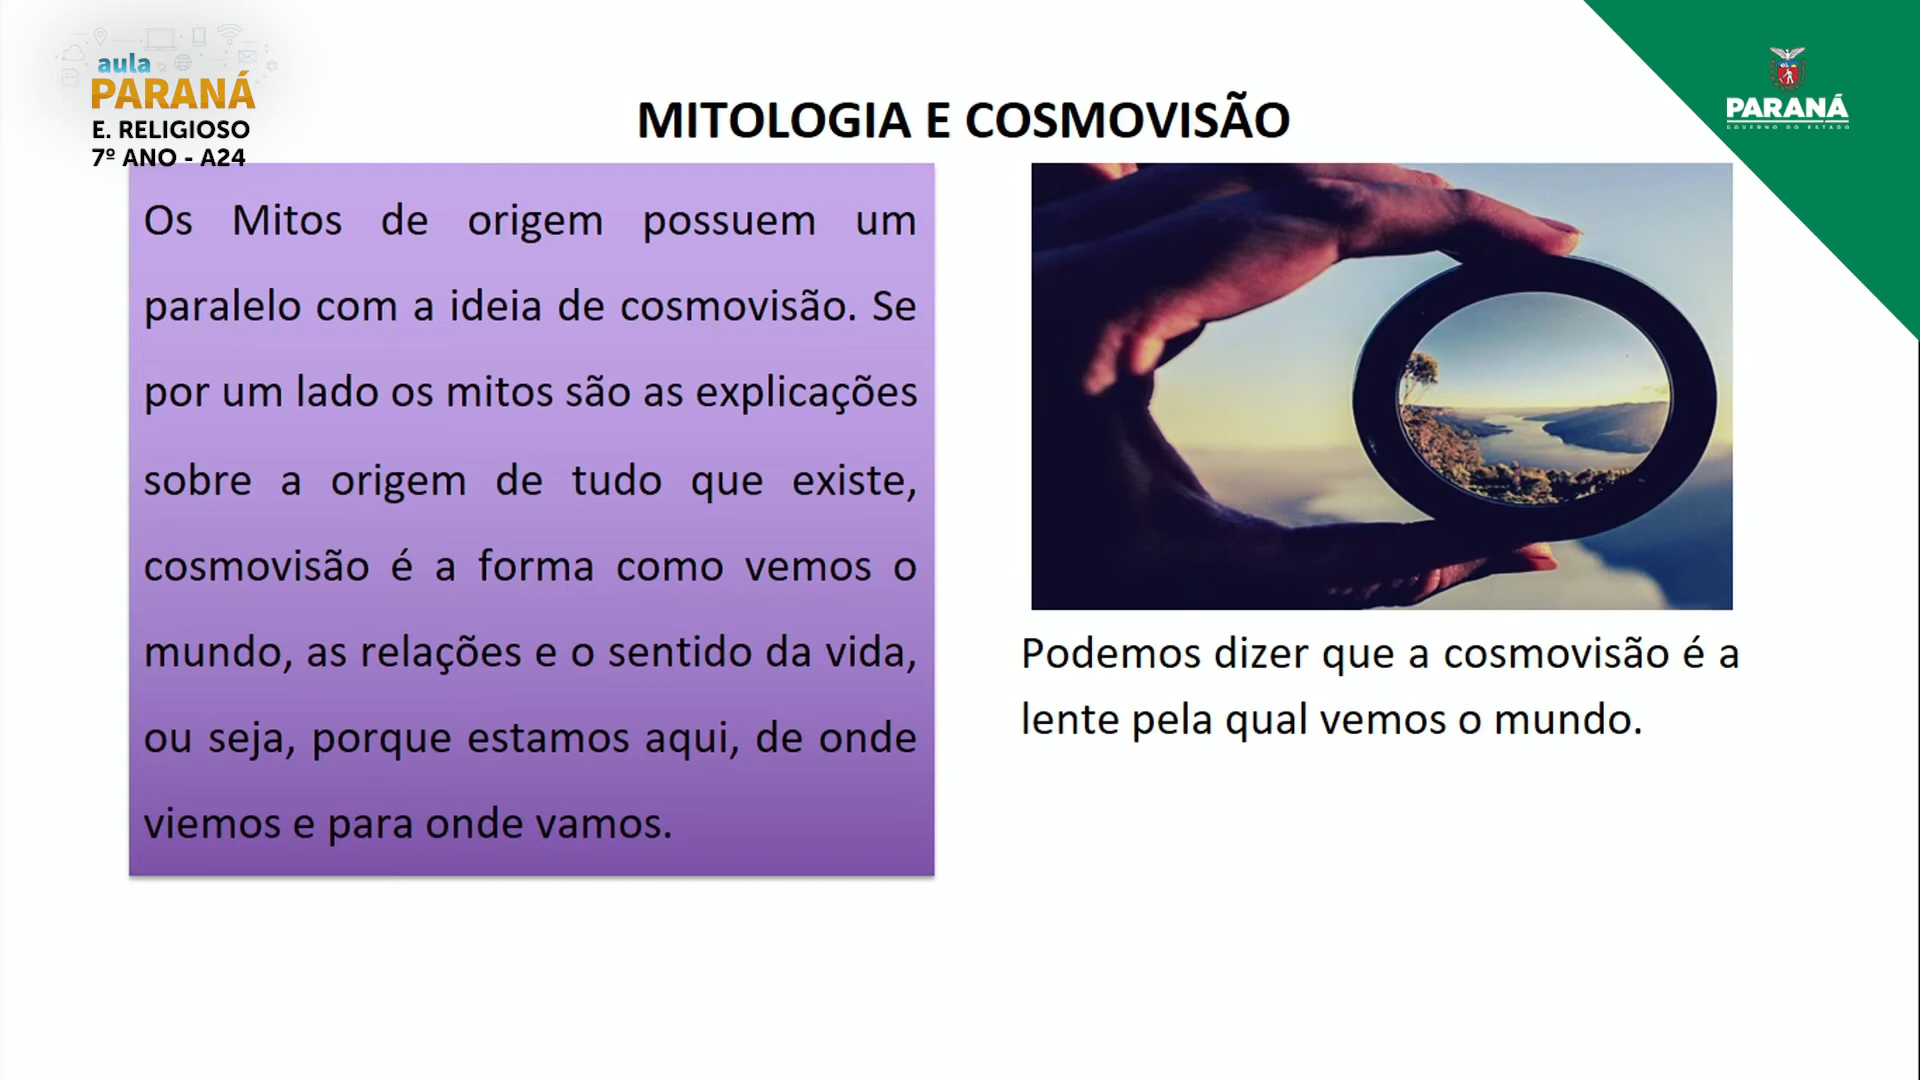 aula
PARANÁ
E. RELIGIOSO
7º ANO - A24
PARANÁ
GOVERNO DO ESTADO
MITOLOGIA E COSMOVISÃO
Os Mitos de origem possuem um
paralelo com a ideia de cosmovisão. Se
por um lado os mitos são as explicações
sobre a origem de tudo que existe,
cosmovisão é a forma como vemos o
mundo, as relações e o sentido da vida,
ou seja, porque estamos aqui, de onde
viemos e para onde vamos.
Podemos dizer que a cosmovisão é a
lente pela qual vemos o mundo.